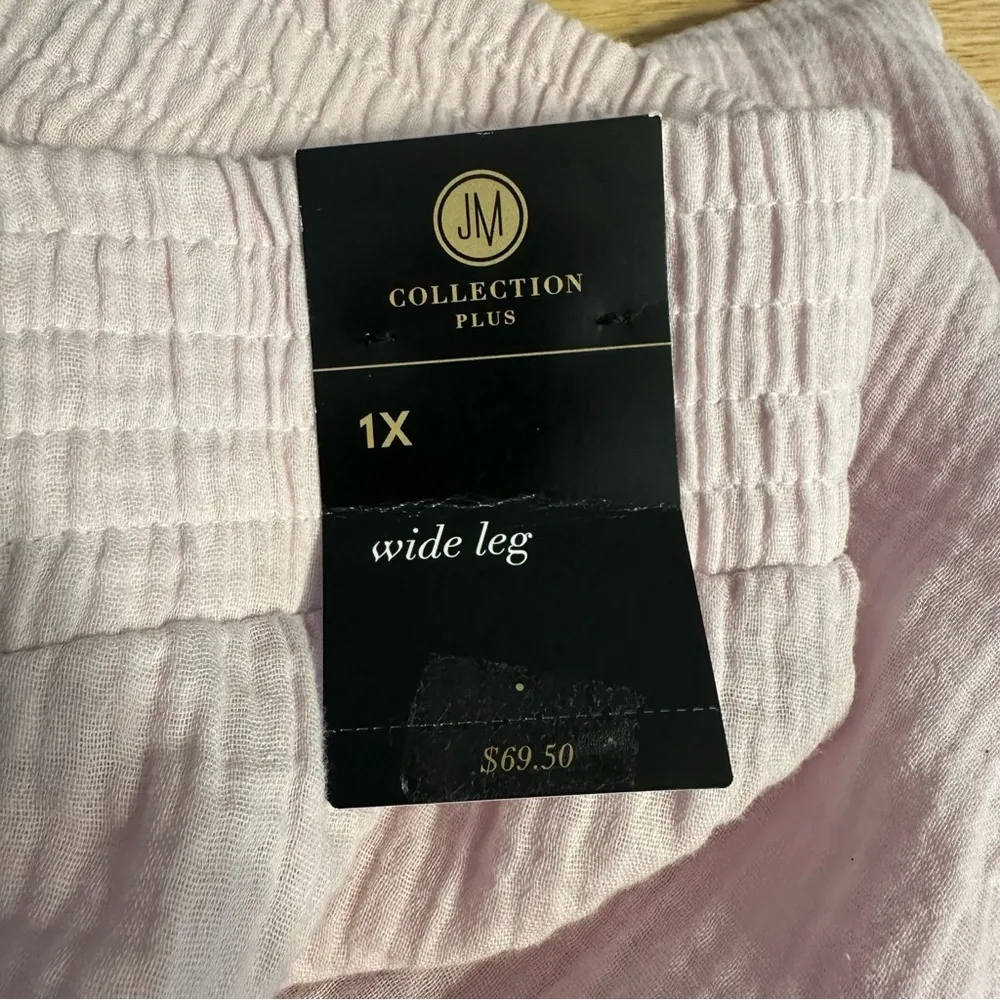 JM
COLLECTION
PLUS
1X
wide leg
$69.50